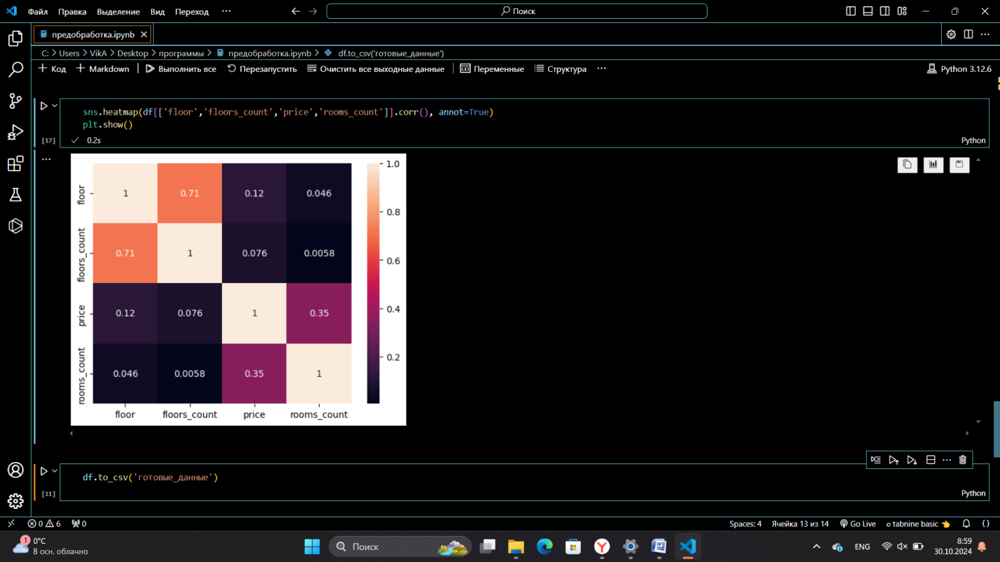 Файл Правка Выделение Вид Переход ··· Поиск
предобработка.ipynb
C: > Users > VikA > Desktop > программы > предобработка.ipynb > df.to_csv('готовые_данные')
+ Код + Markdown | Выполнить все Перезапустить Очистить все выходные данные | Переменные Структура ··· Python 3.12.6
sns.heatmap(df[['floor','floors_count','price','rooms_count']].corr(), annot=True)
plt.show()
[17] 0.2s Python
1.0
floor 1 0.71 0.12 0.046
0.8
floors_count 0.71 1 0.076 0.0058
0.6
price 0.12 0.076 1 0.35
0.4
rooms_count 0.046 0.0058 0.35 1
0.2
floor floors_count price rooms_count
df.to_csv('готовые_данные')
[11] Python
0 6 0 Spaces: 4 Ячейка 13 из 14 Go Live tabnine basic {}
1 0°C Поиск ENG 8:59
В осн. облачно 30.10.2024